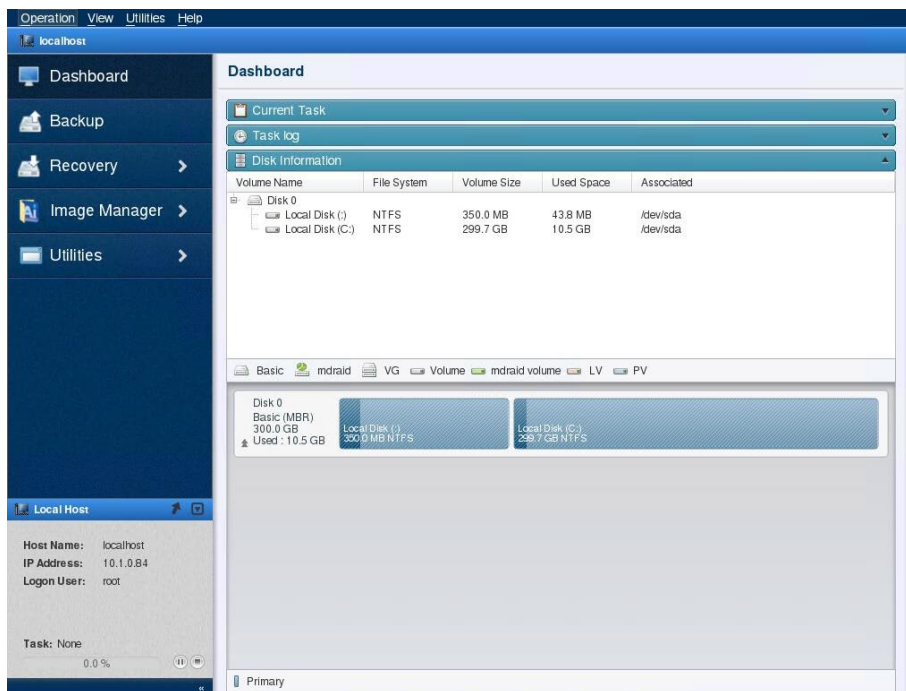 Operation View Utilities Help
localhost
Dashboard
Backup
Recovery
Image Manager
Utilities
Dashboard
Current Task
Task log
Disk Information
Volume Name File System Volume Size Used Space Associated
Disk 0
Local Disk (:) NTFS 350.0 MB 43.8 MB /dev/sda
Local Disk (C:) NTFS 299.7 GB 10.5 GB /dev/sda
Basic mdraid VG Volume mdraid volume LV PV
Disk 0
Basic (MBR)
300.0 GB
Used : 10.5 GB
Local Disk (:)
350.0 MB NTFS
Local Disk (C:)
299.7 GB NTFS
Primary
Local Host
Host Name: localhost
IP Address: 10.1.0.84
Logon User: root
Task: None
0.0 %